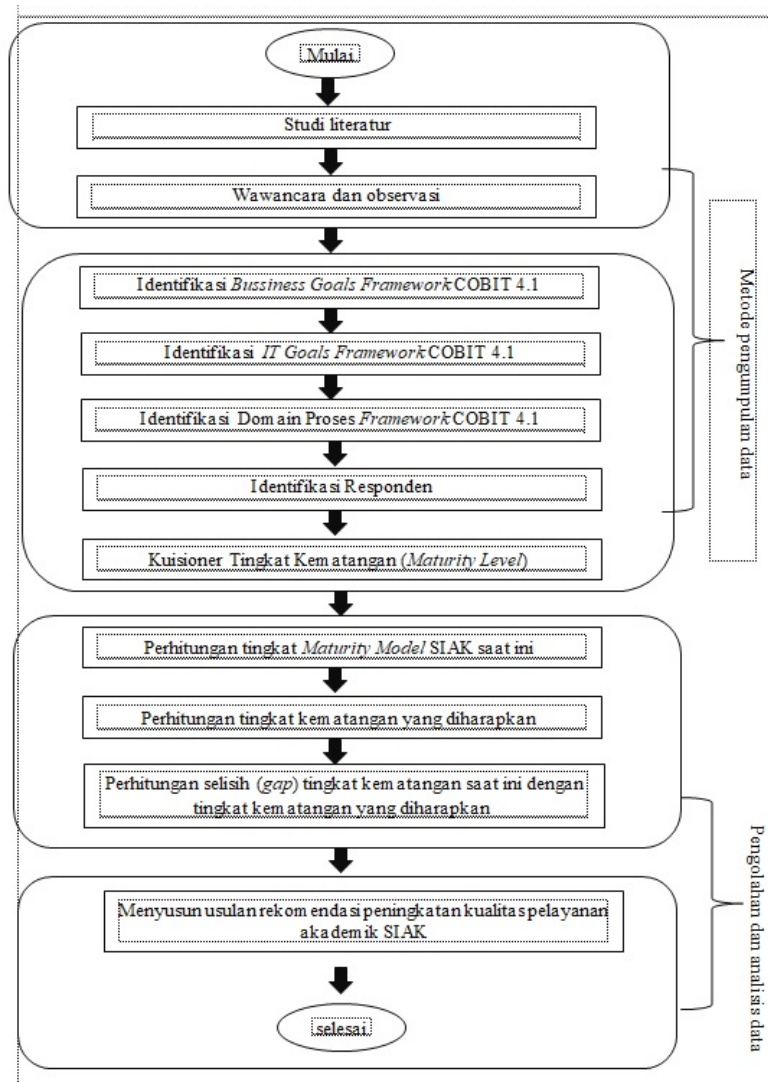 Mulai
Studi literatur
Wawancara dan observasi
Identifikasi Bussiness Goals Framework COBIT 4.1
Identifikasi IT Goals Framework COBIT 4.1
Identifikasi Domain Proses Framework COBIT 4.1
Identifikasi Responden
Kuisioner Tingkat Kematangan (Maturity Level)
Metode pengumpulan data
Perhitungan tingkat Maturity Model SIAK saat ini
Perhitungan tingkat kematangan yang diharapkan
Perhitungan selisih (gap) tingkat kematangan saat ini dengan
tingkat kematangan yang diharapkan
Menyusun usulan rekomendasi peningkatan kualitas pelayanan
akademik SIAK
selesai
Pengolahan dan analisis data